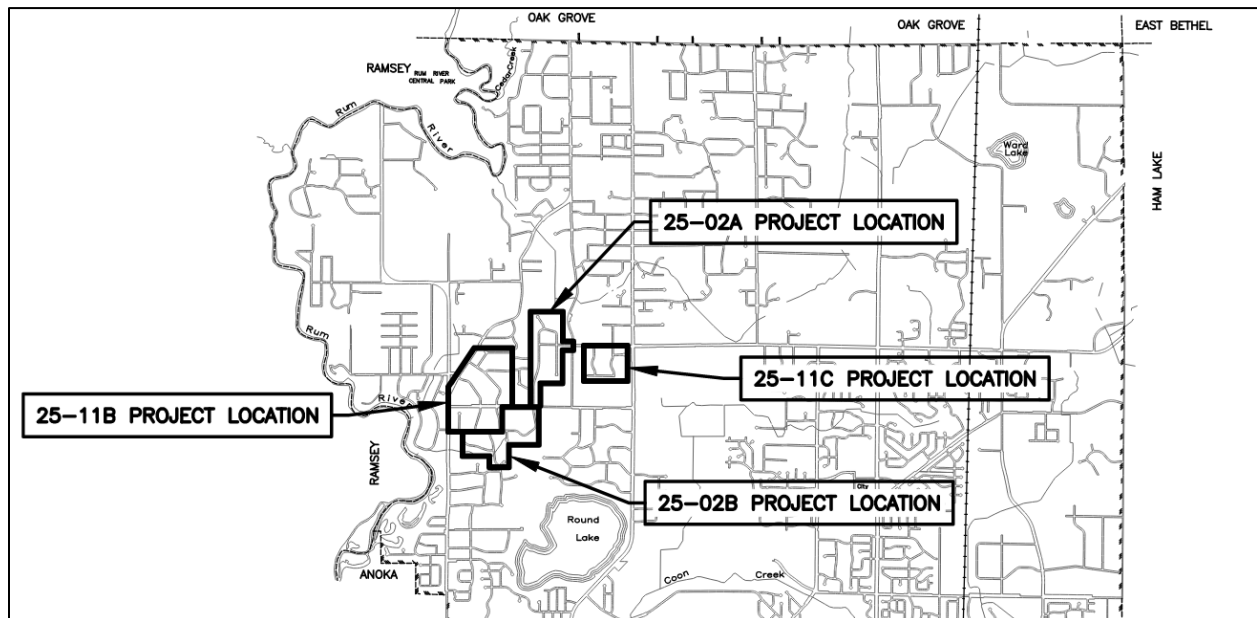 OAK GROVE
OAK GROVE
EAST BETHEL
RAMSEY
RUM RIVER
CENTRAL PARK
CedarCreek
Rum
River
Ward
Lake
HAM LAKE
25-02A PROJECT LOCATION
Rum
25-11C PROJECT LOCATION
25-11B PROJECT LOCATION
River
RAMSEY
25-02B PROJECT LOCATION
Round
Lake
Coon
Creek
ANOKA